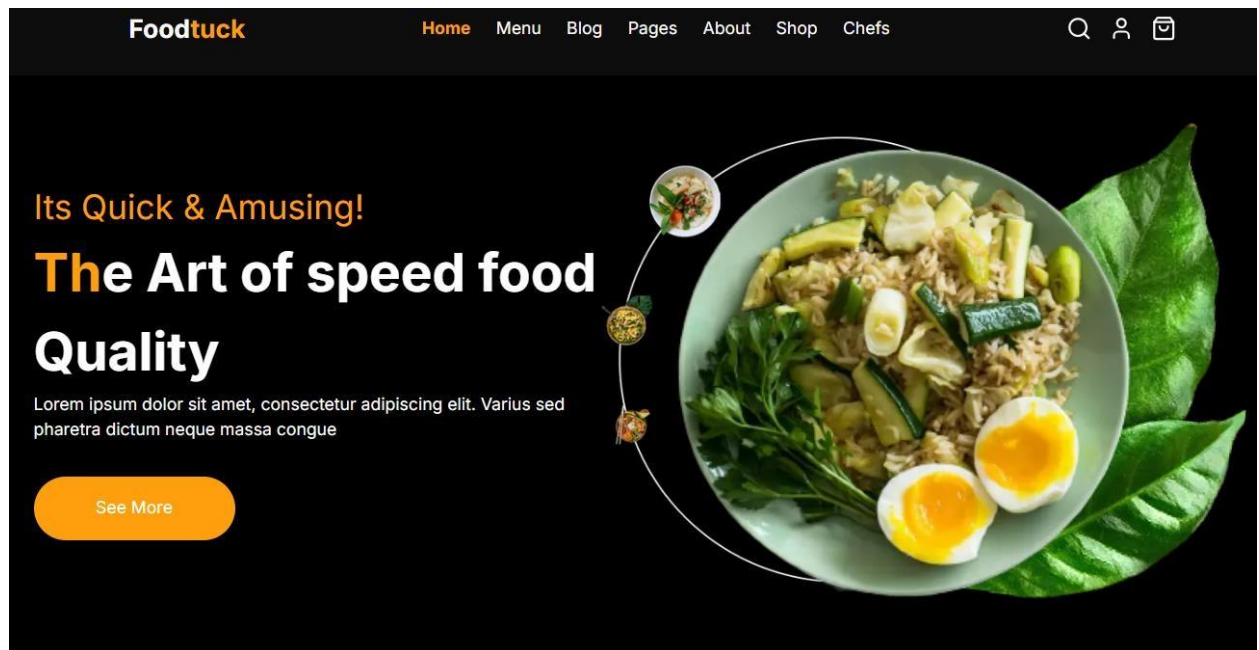 Foodtuck
Home Menu Blog Pages About Shop Chefs
Its Quick & Amusing!
The Art of speed food
Quality
Lorem ipsum dolor sit amet, consectetur adipiscing elit. Varius sed
pharetra dictum neque massa congue
See More